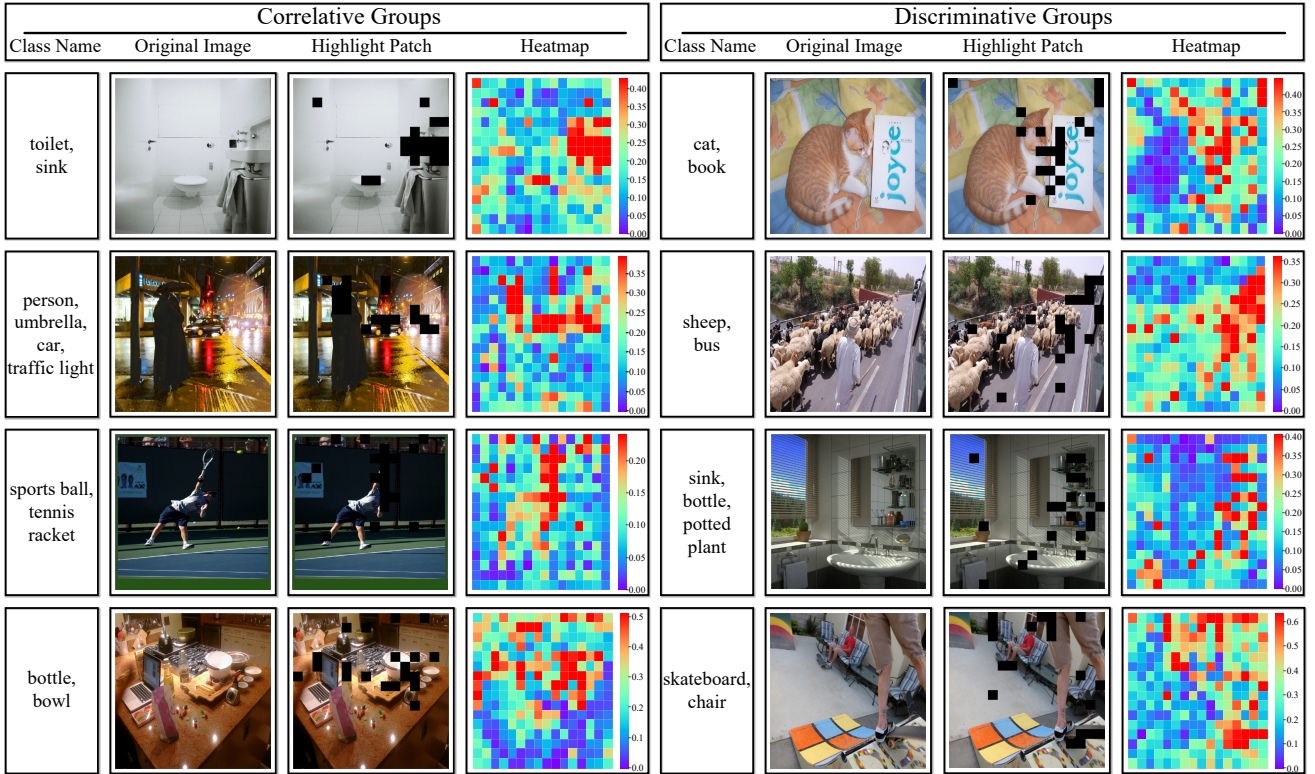 Correlative Groups
Class Name Original Image Highlight Patch Heatmap
Discriminative Groups
Class Name Original Image Highlight Patch Heatmap
toilet,
sink
0.40
0.35
0.30
0.25
0.20
0.15
0.10
0.05
0.00
cat,
book
joyce
joyce
0.40
0.35
0.30
0.25
0.20
0.15
0.10
0.05
0.00
person,
umbrella,
car,
traffic light
0.35
0.30
0.25
0.20
0.15
0.10
0.05
0.00
sheep,
bus
0.35
0.30
0.25
0.20
0.15
0.10
0.05
0.00
sports ball,
tennis
racket
0.20
0.15
0.10
0.05
0.00
sink,
bottle,
potted
plant
0.40
0.35
0.30
0.25
0.20
0.15
0.10
0.05
0.00
bottle,
bowl
0.5
0.4
0.3
0.2
0.1
0.0
skateboard,
chair
0.6
0.5
0.4
0.3
0.2
0.1
0.0